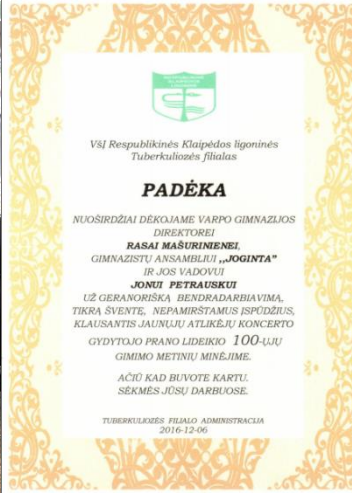 VšĮ Respublikinės Klaipėdos ligoninės
Tuberkuliozės filialas
PADĖKA
NUOŠIRDŽIAI DĖKOJAME VARPO GIMNAZIJOS
DIREKTOREI
RASAI MAŠURINIENEI,
GIMNAZISTŲ ANSAMBLIUI ,,JOGINTA"
IR JOS VADOVUI
JONUI PETRAUSKUI
UŽ GERANORIŠKĄ BENDRADARBIAVIMĄ,
TIKRĄ ŠVENTĘ, NEPAMIRŠTAMUS ĮSPŪDŽIUS,
KLAUSANTIS JAUNŲJŲ ATLIKĖJŲ KONCERTO
GYDYTOJO PRANO LIDEIKIO 100-ŲJŲ
GIMIMO METINIŲ MINĖJIME.
AČIŪ KAD BUVOTE KARTU.
SĖKMĖS JŪSŲ DARBUOSE.
TUBERKULIOZĖS FILIALO ADMINISTRACIJA
2016-12-06